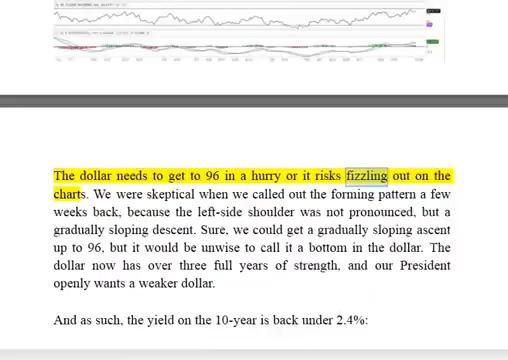 The dollar needs to get to 96 in a hurry or it risks fizzling out on the
charts. We were skeptical when we called out the forming pattern a few
weeks back, because the left-side shoulder was not pronounced, but a
gradually sloping descent. Sure, we could get a gradually sloping ascent
up to 96, but it would be unwise to call it a bottom in the dollar. The
dollar now has over three full years of strength, and our President
openly wants a weaker dollar.
And as such, the yield on the 10-year is back under 2.4%: